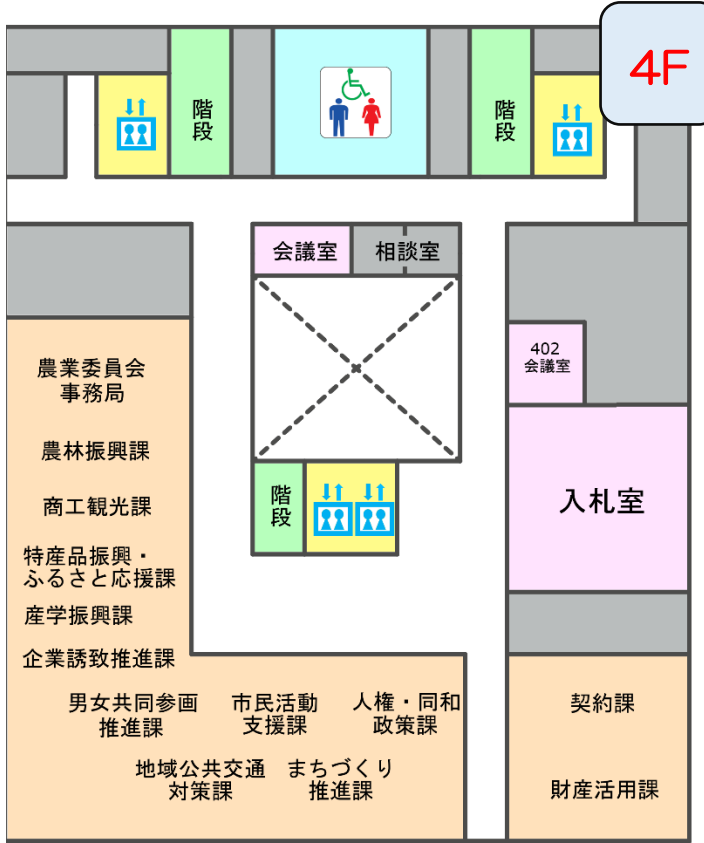 4F
階
段
階
段
会議室
相談室
402
会議室
農業委員会
事務局
農林振興課
商工観光課
特産品振興・
ふるさと応援課
産学振興課
企業誘致推進課
階
段
入札室
男女共同参画
推進課
市民活動
支援課
人権・同和
政策課
地域公共交通
対策課
まちづくり
推進課
契約課
財産活用課